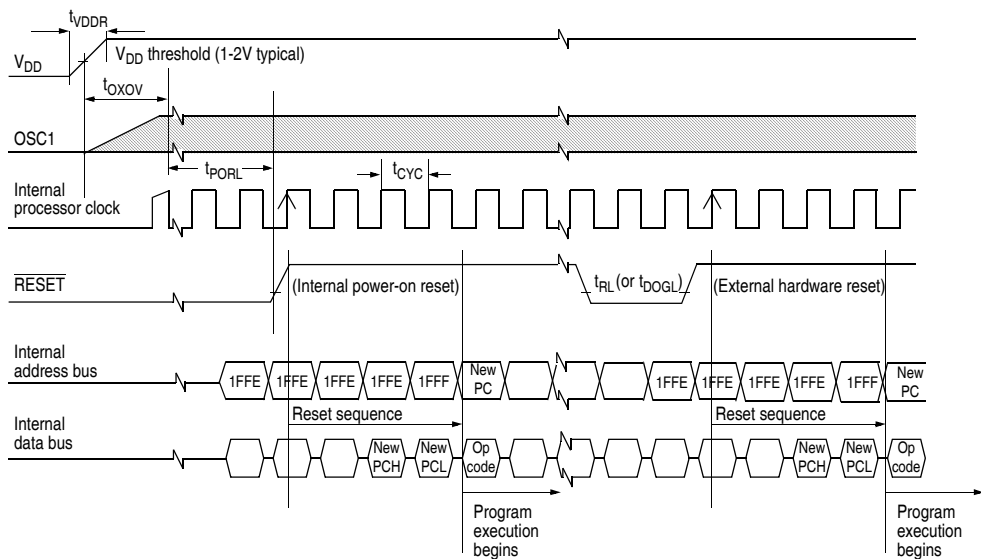 tVDDR
VDD
VDD threshold (1-2V typical)
tOXOV
OSC1
tPORL
tCYC
Internal
processor clock
RESET
(Internal power-on reset)
tRL (or tDOGL)
(External hardware reset)
Internal
address bus
1FFE 1FFE 1FFE 1FFE 1FFF New PC 1FFE 1FFE 1FFE 1FFE 1FFF New PC
Reset sequence
Reset sequence
Internal
data bus
New PCH New PCL Op code New PCH New PCL Op code
Program
execution
begins
Program
execution
begins